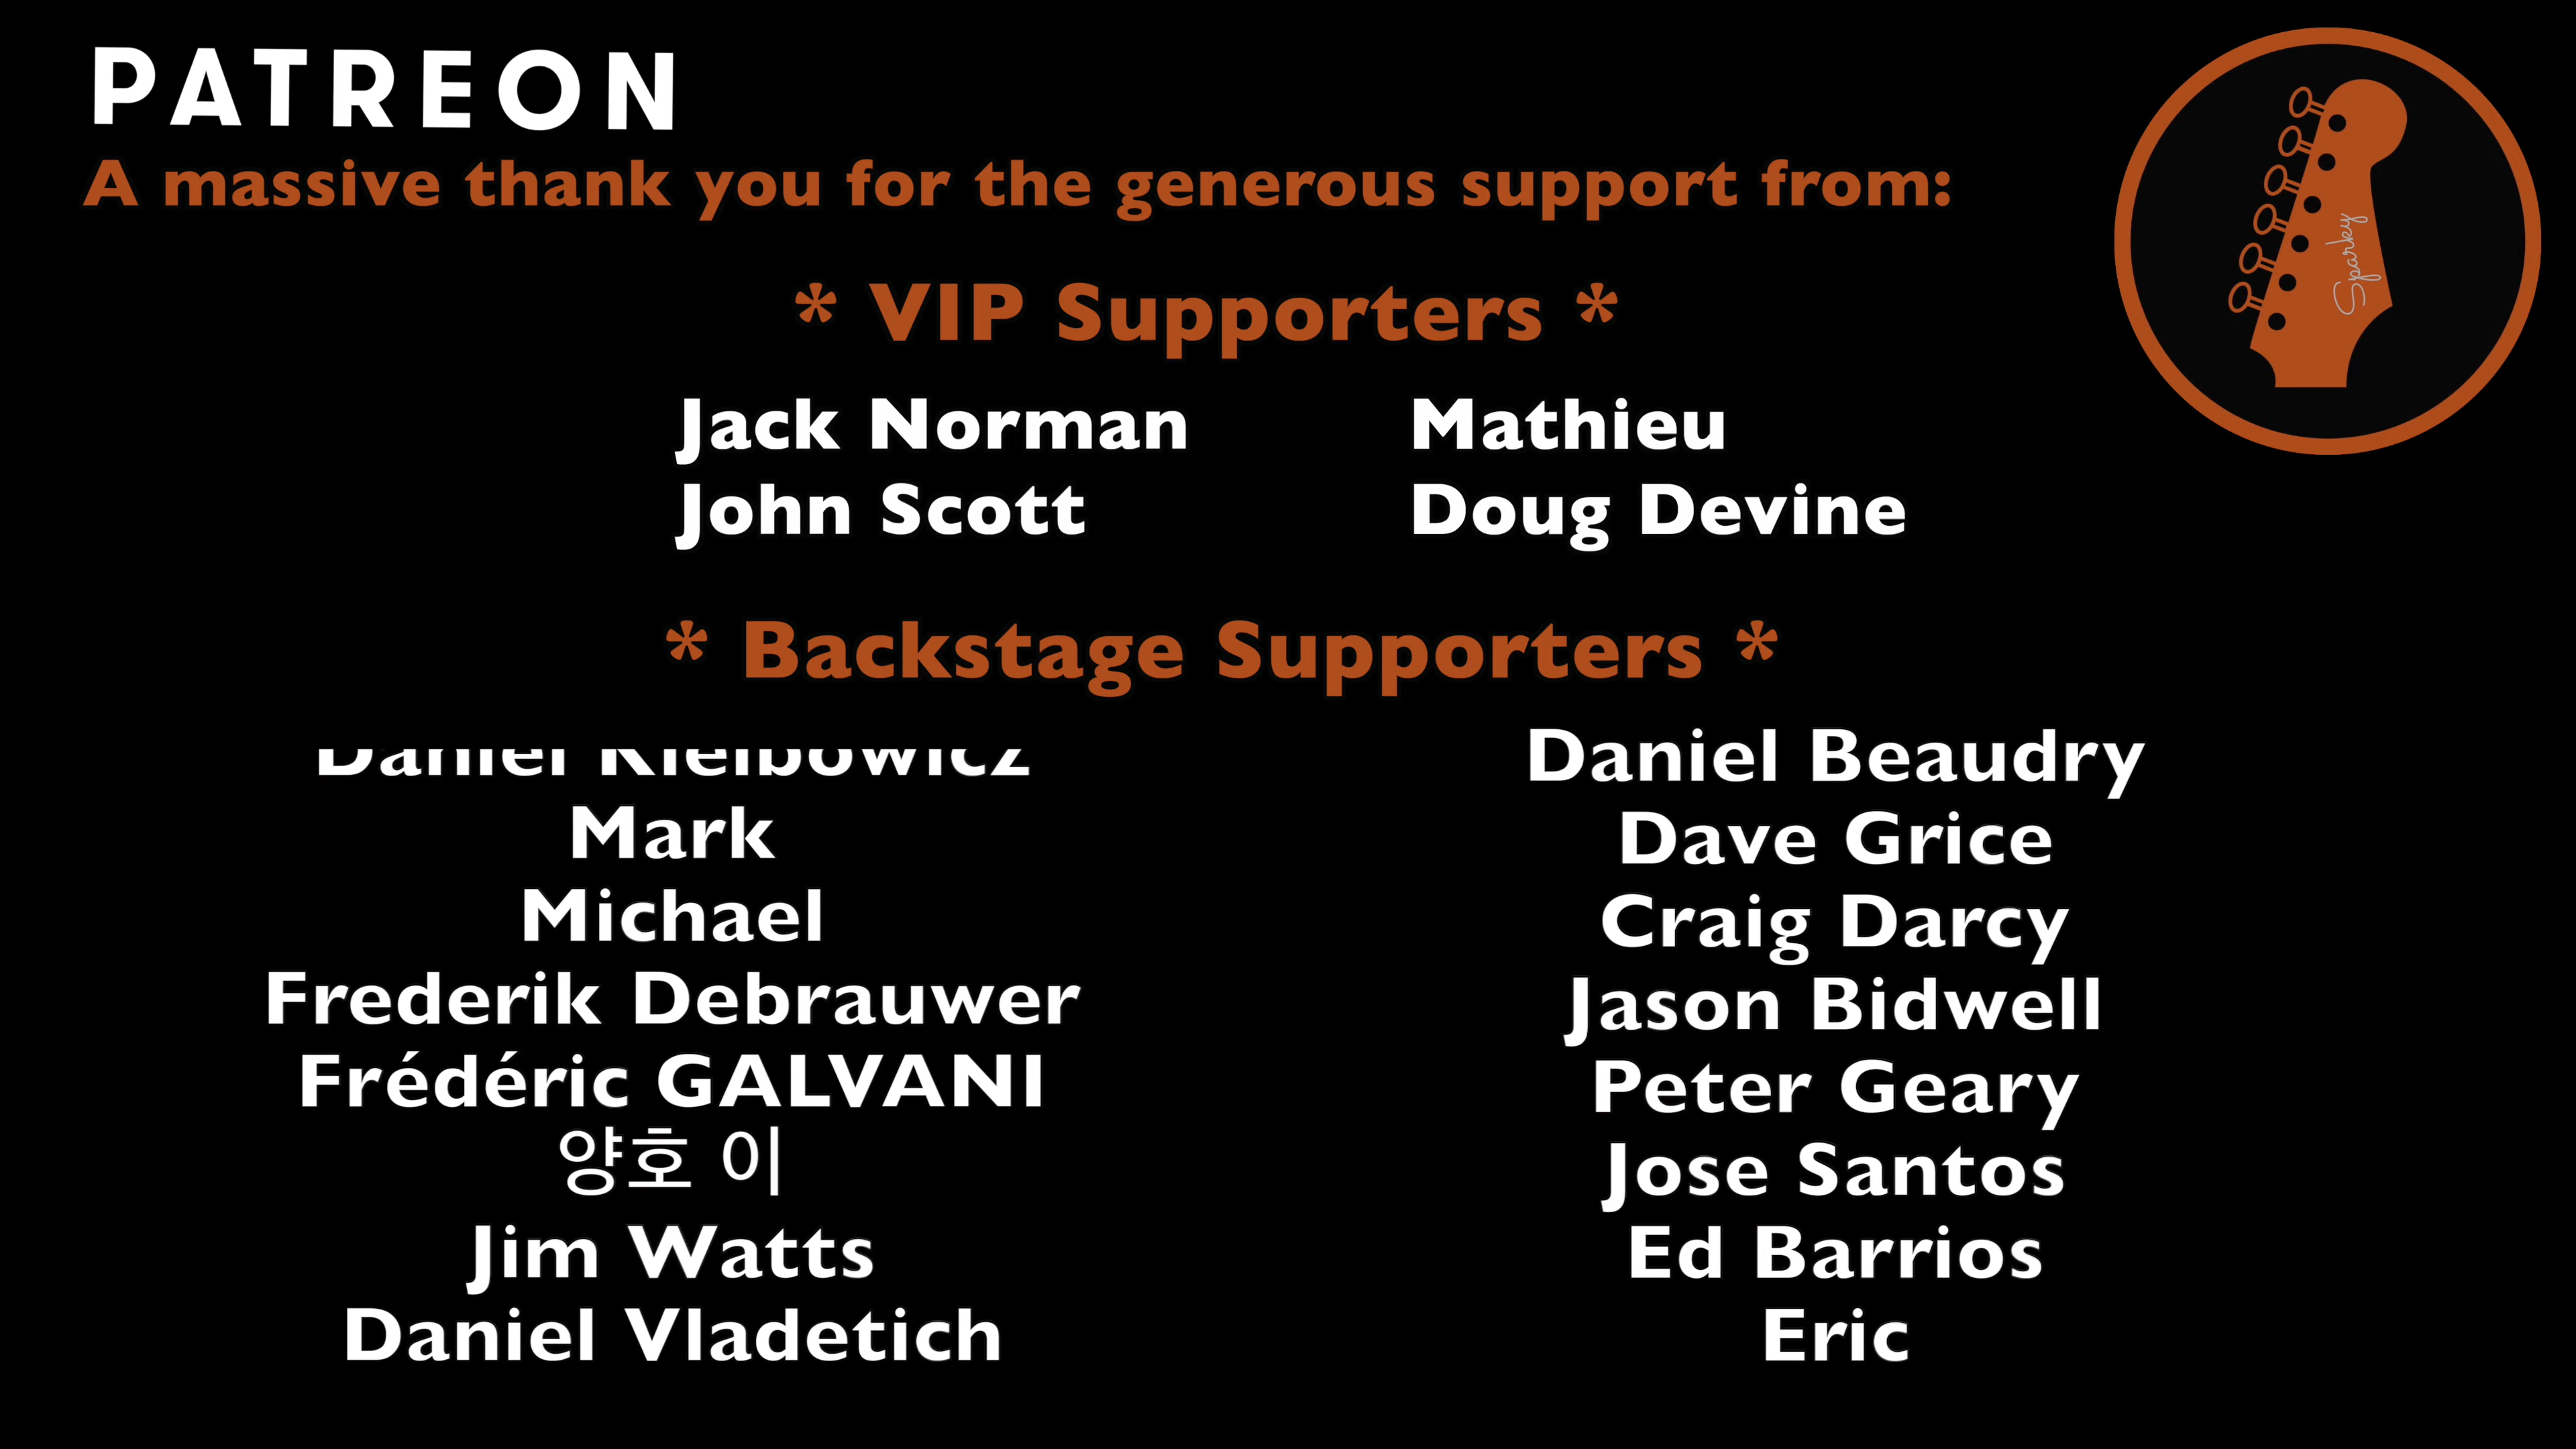 PATREON
A massive thank you for the generous support from:
Sparky
* VIP Supporters *
Jack Norman
John Scott
Mathieu
Doug Devine
* Backstage Supporters *
Daniel
Mark
Michael
Frederik Debrauwer
Frédéric GALVANI
양호 이
Jim Watts
Daniel Vladetich
Daniel Beaudry
Dave Grice
Craig Darcy
Jason Bidwell
Peter Geary
Jose Santos
Ed Barrios
Eric